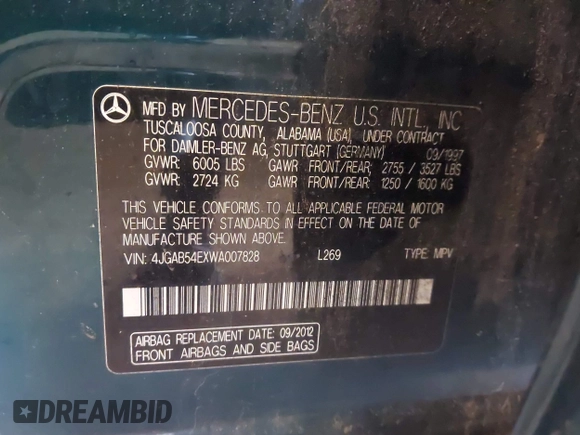 MFD BY MERCEDES-BENZ U.S. INTL, INC
TUSCALOOSA COUNTY, ALABAMA (USA), UNDER CONTRACT
FOR DAIMLER-BENZ AG, STUTTGART (GERMANY) 09/1997
GVWR: 6005 LBS GAWR FRONT/REAR: 2755 / 3527 LBS
GVWR: 2724 KG GAWR FRONT/REAR: 1250 / 1600 KG
THIS VEHICLE CONFORMS TO ALL APPLICABLE FEDERAL MOTOR
VEHICLE SAFETY STANDARDS IN EFFECT ON THE DATE OF
MANUFACTURE SHOWN ABOVE.
VIN: 4JGAB54EXWA007828 L269 TYPE: MPV
AIRBAG REPLACEMENT DATE: 09/2012
FRONT AIRBAGS AND SIDE BAGS
DREAMBID